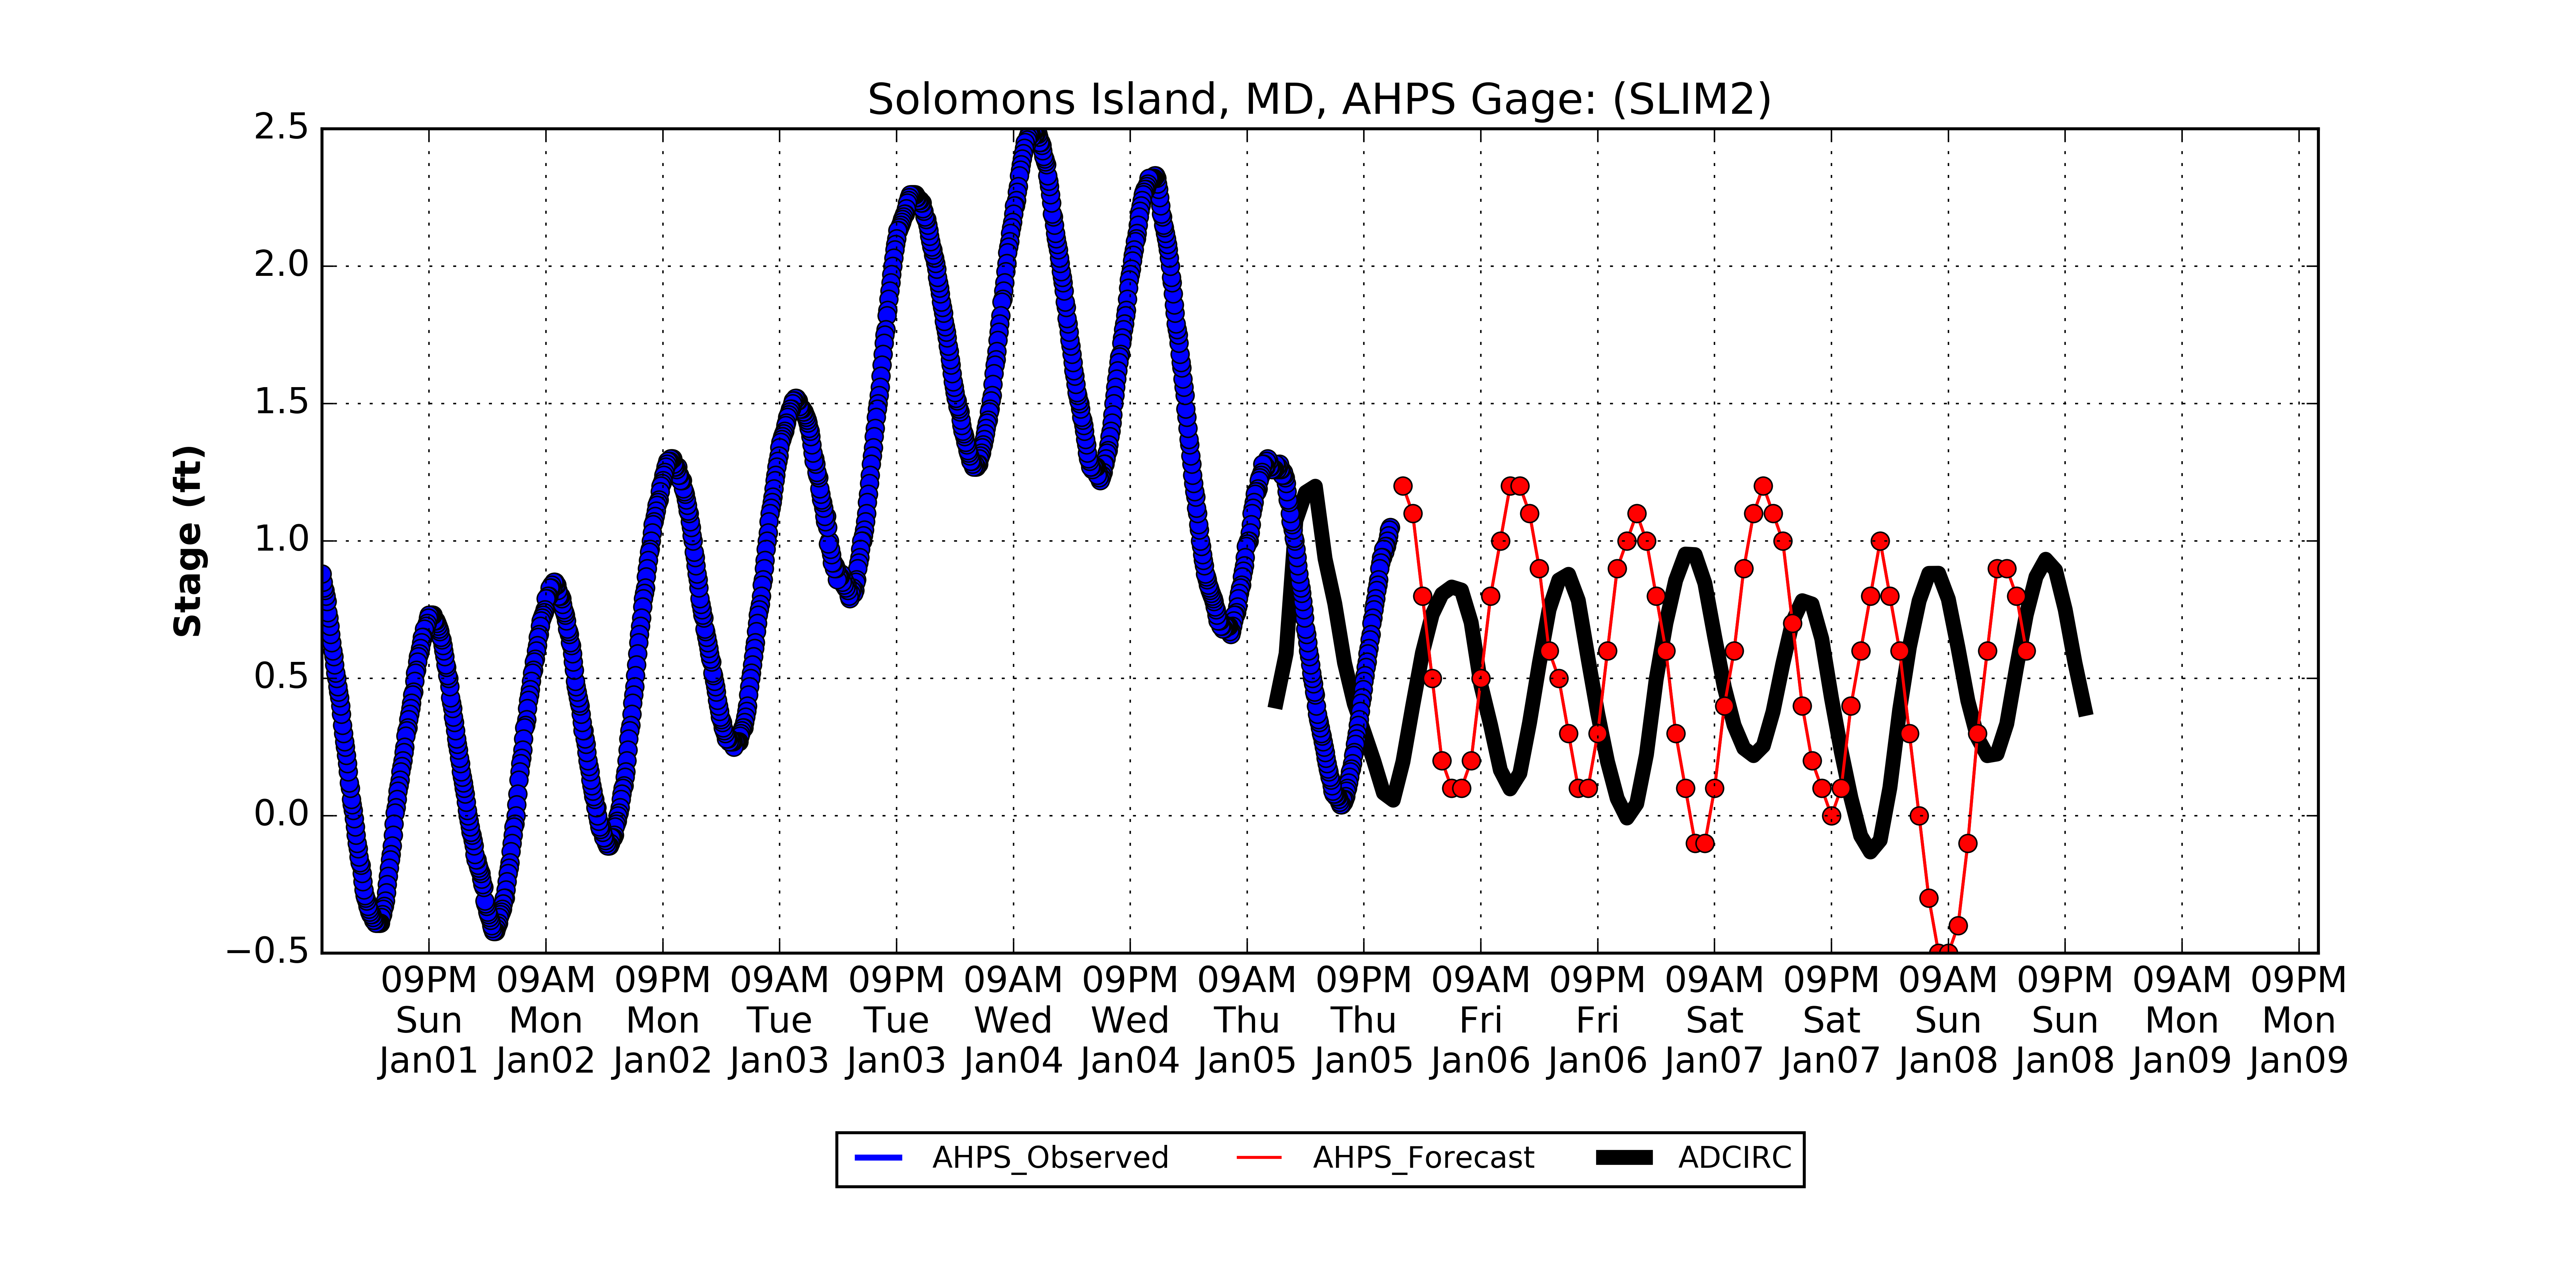 Solomons Island, MD, AHPS Gage: (SLIM2)
2.5
2.0
1.5
1.0
0.5
0.0
−0.5
Stage (ft)
09PM 09AM 09PM 09AM 09PM 09AM 09PM 09AM 09PM 09AM 09PM 09AM 09PM 09AM 09PM 09AM 09PM
Sun Mon Mon Tue Tue Wed Wed Thu Thu Fri Fri Sat Sat Sun Sun Mon Mon
Jan01 Jan02 Jan02 Jan03 Jan03 Jan04 Jan04 Jan05 Jan05 Jan06 Jan06 Jan07 Jan07 Jan08 Jan08 Jan09 Jan09
AHPS_Observed AHPS_Forecast ADCIRC